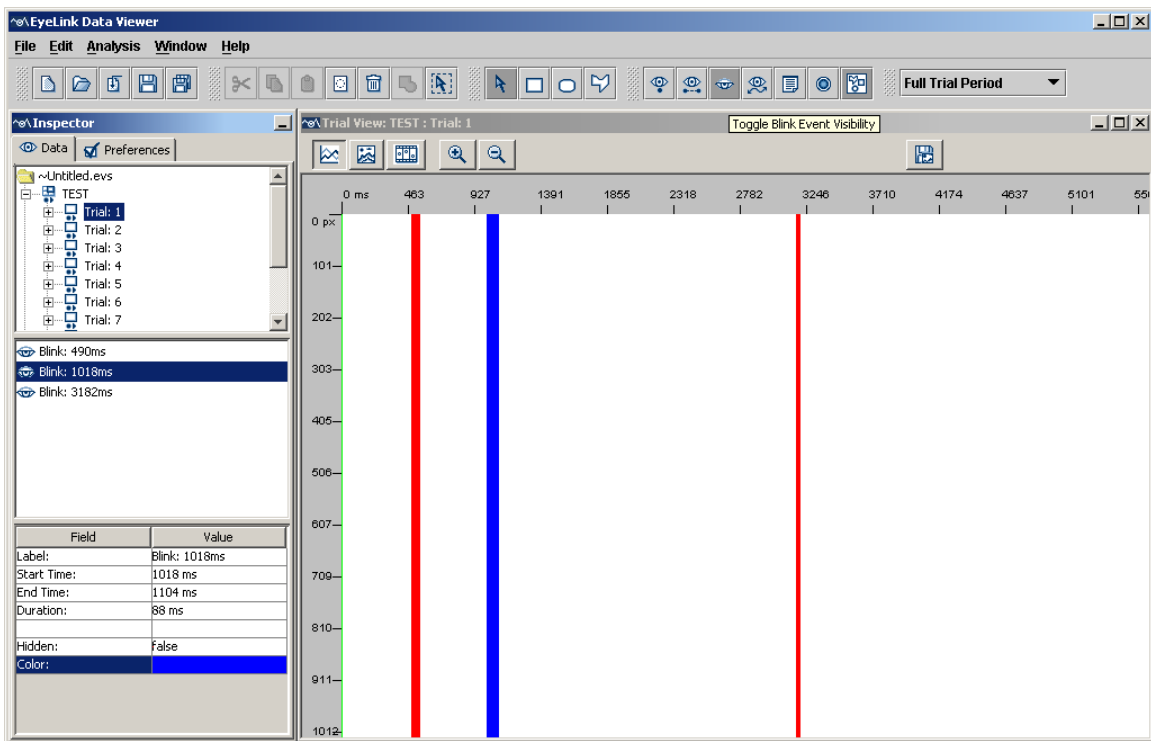 EyeLink Data Viewer
File Edit Analysis Window Help
Full Trial Period
Inspector
Trial View: TEST : Trial: 1
Toggle Blink Event Visibility
Data Preferences
~Untitled.evs
TEST
Trial: 1
Trial: 2
Trial: 3
Trial: 4
Trial: 5
Trial: 6
Trial: 7
Blink: 490ms
Blink: 1018ms
Blink: 3182ms
Field Value
Label: Blink: 1018ms
Start Time: 1018 ms
End Time: 1104 ms
Duration: 88 ms
Hidden: false
Color:
0 ms 463 927 1391 1855 2318 2782 3246 3710 4174 4637 5101 55
0 px
101
202
303
405
506
607
709
810
911
1012